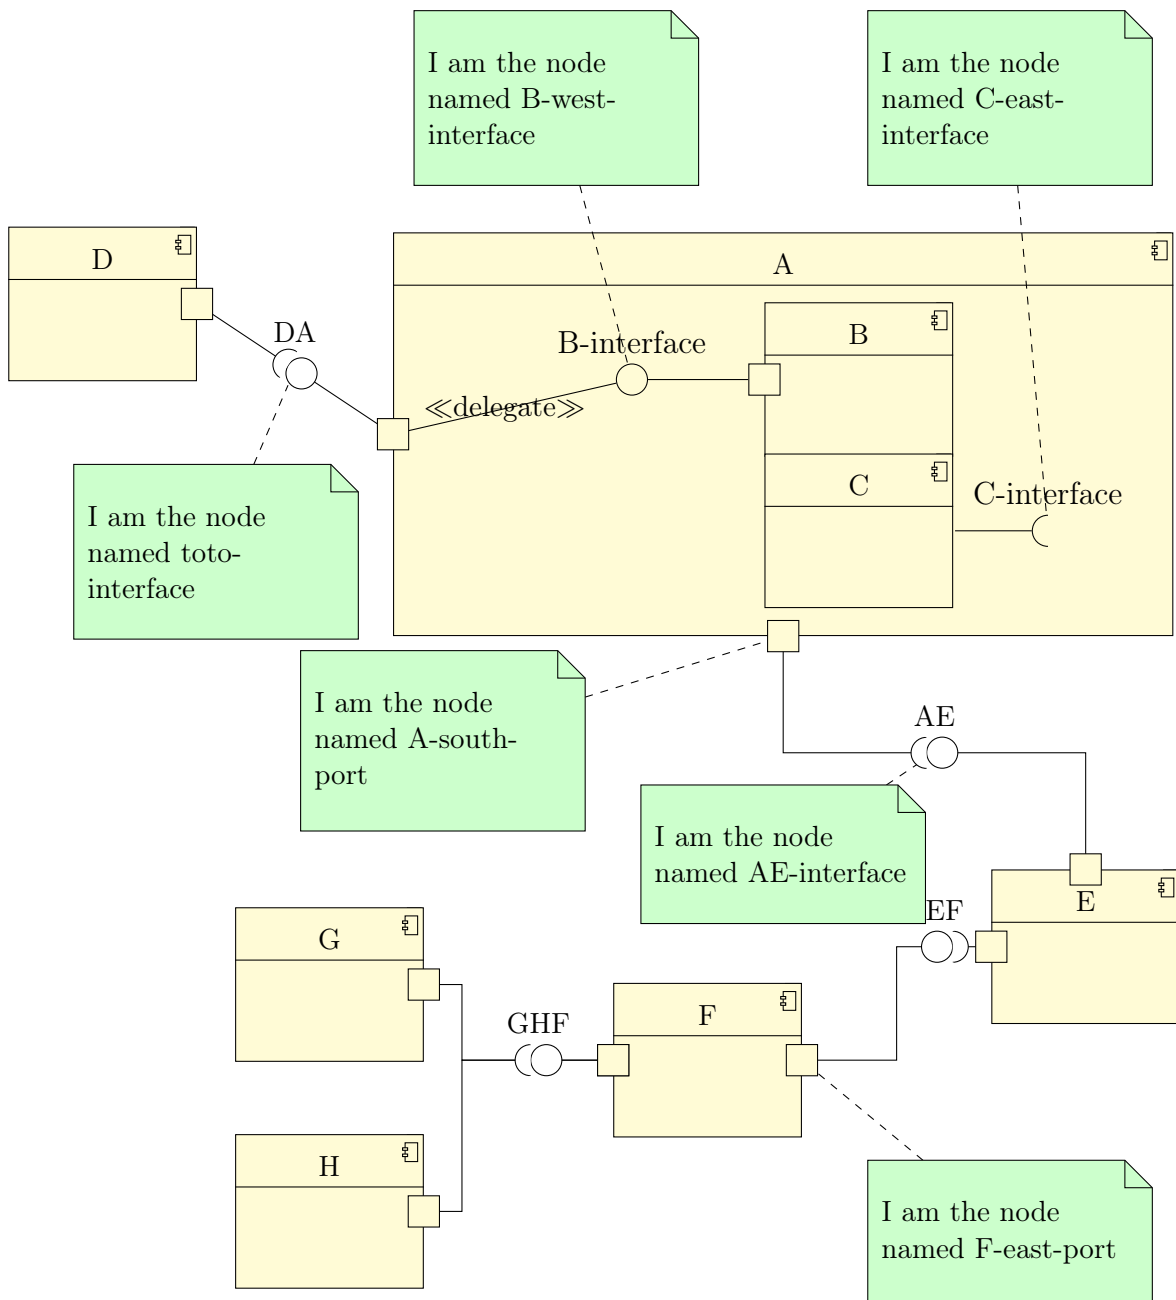 I am the node
named B-west-
interface
I am the node
named C-east-
interface
D
A
DA
B-interface
B
≪delegate≫
C
C-interface
I am the node
named toto-
interface
I am the node
named A-south-
port
AE
I am the node
named AE-interface
EF
E
G
GHF
F
H
I am the node
named F-east-port